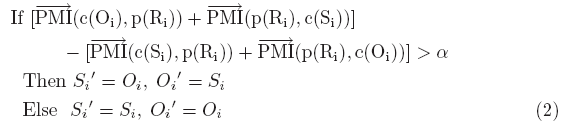 If [PMI⃗(c(Oᵢ), p(Rᵢ)) + PMI⃗(p(Rᵢ), c(Sᵢ))]
− [PMI⃗(c(Sᵢ), p(Rᵢ)) + PMI⃗(p(Rᵢ), c(Oᵢ))] > α
Then Sᵢ′ = Oᵢ, Oᵢ′ = Sᵢ
Else Sᵢ′ = Sᵢ, Oᵢ′ = Oᵢ (2)